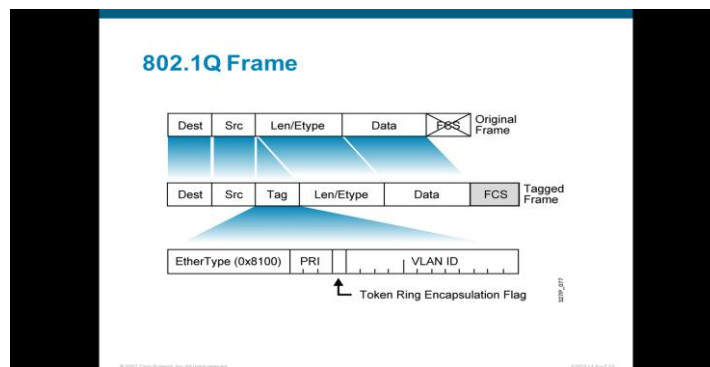 802.1Q Frame
Dest Src Len/Etype Data FCS Original Frame
Dest Src Tag Len/Etype Data FCS Tagged Frame
EtherType (0x8100) PRI VLAN ID
Token Ring Encapsulation Flag